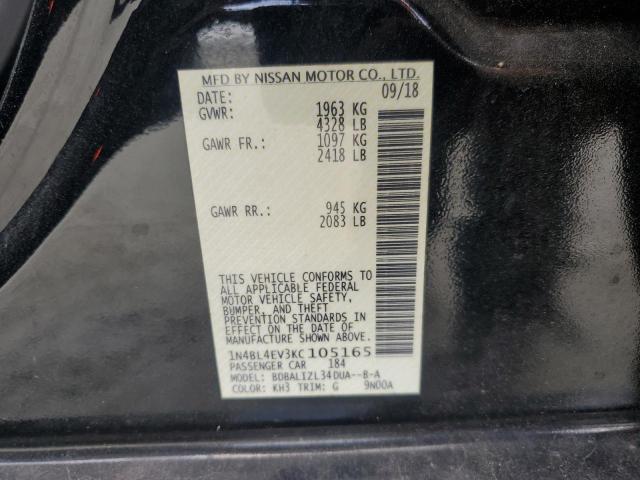 MFD BY NISSAN MOTOR CO., LTD.
DATE: 09/18
GVWR: 1963 KG
4328 LB
GAWR FR.: 1097 KG
2418 LB
GAWR RR.: 945 KG
2083 LB
THIS VEHICLE CONFORMS TO
ALL APPLICABLE FEDERAL
MOTOR VEHICLE SAFETY,
BUMPER, AND THEFT
PREVENTION STANDARDS IN
EFFECT ON THE DATE OF
MANUFACTURE SHOWN ABOVE.
1N4BL4EV3KC105165
PASSENGER CAR 184
MODEL: BDBALIZL34DUA--B-A
COLOR: KH3 TRIM: G 9N00A